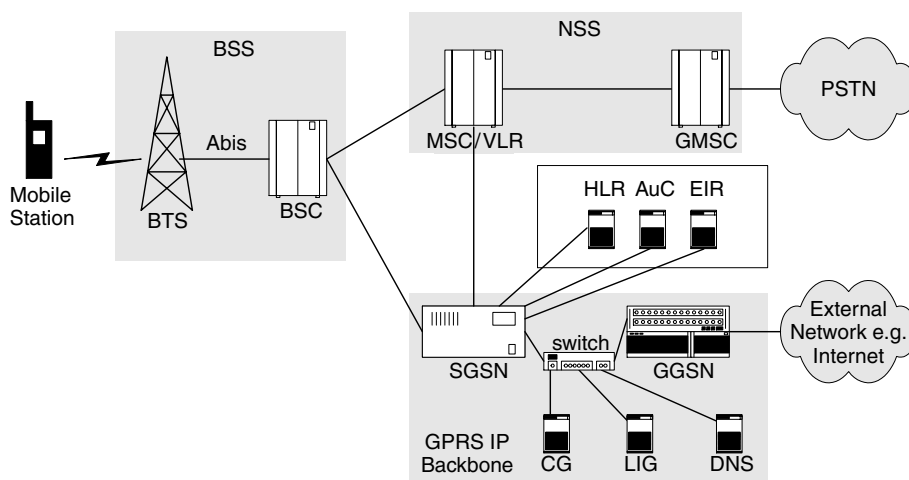 BSS
NSS
PSTN
Abis
MSC/VLR
GMSC
Mobile
Station
BTS
BSC
HLR
AuC
EIR
External
Network e.g.
Internet
switch
SGSN
GGSN
GPRS IP
Backbone
CG
LIG
DNS